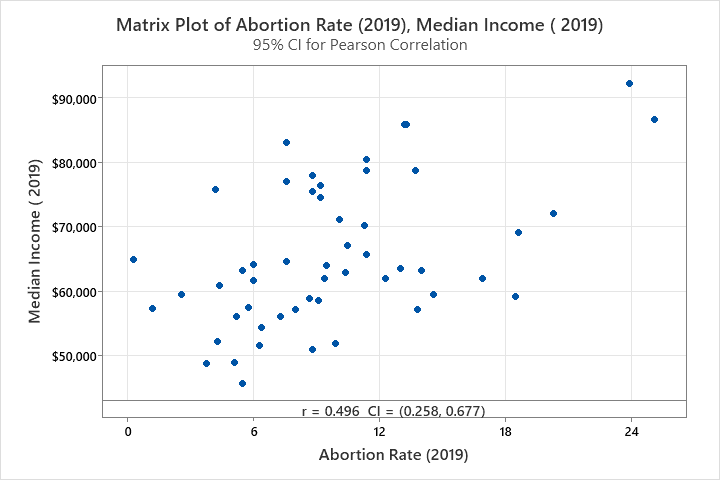 Matrix Plot of Abortion Rate (2019), Median Income ( 2019)
95% CI for Pearson Correlation
Median Income ( 2019)
$90,000
$80,000
$70,000
$60,000
$50,000
r = 0.496 CI = (0.258, 0.677)
0 6 12 18 24
Abortion Rate (2019)